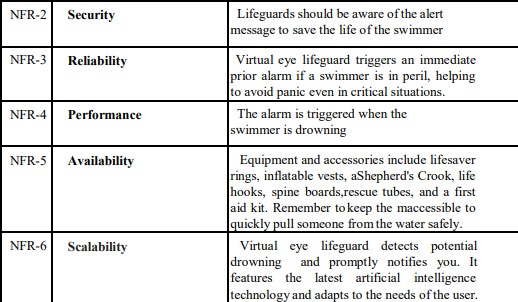 NFR-2 Security Lifeguards should be aware of the alert
message to save the life of the swimmer
NFR-3 Reliability Virtual eye lifeguard triggers an immediate
prior alarm if a swimmer is in peril, helping
to avoid panic even in critical situations.
NFR-4 Performance The alarm is triggered when the
swimmer is drowning
NFR-5 Availability Equipment and accessories include lifesaver
rings, inflatable vests, aShepherd's Crook, life
hooks, spine boards,rescue tubes, and a first
aid kit. Remember to keep the maccessible to
quickly pull someone from the water safely.
NFR-6 Scalability Virtual eye lifeguard detects potential
drowning and promptly notifies you. It
features the latest artificial intelligence
technology and adapts to the needs of the user.